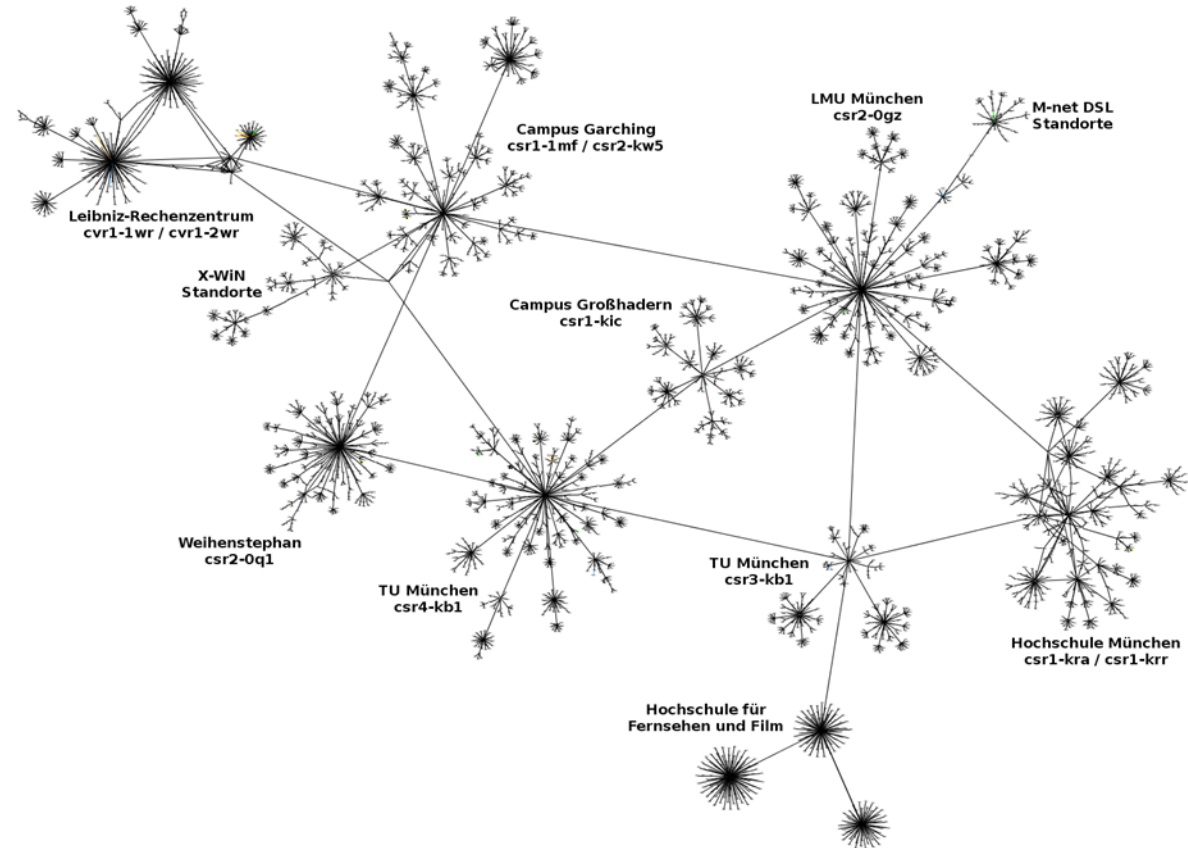 LMU München
csr2-0gz
M-net DSL
Standorte
Campus Garching
csr1-1mf / csr2-kw5
Leibniz-Rechenzentrum
cvr1-1wr / cvr1-2wr
X-WiN
Standorte
Campus Großhadern
csr1-kic
Weihenstephan
csr2-0q1
TU München
csr4-kb1
TU München
csr3-kb1
Hochschule München
csr1-kra / csr1-krr
Hochschule für
Fernsehen und Film